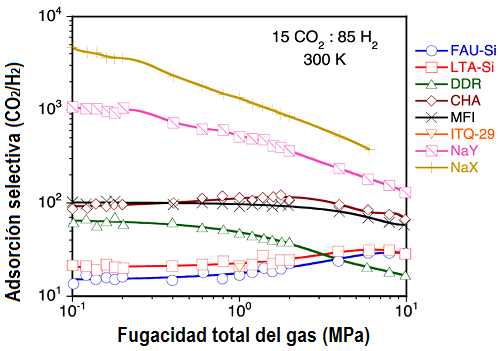 10⁴
10³
10²
10¹
Adsorción selectiva (CO₂/H₂)
15 CO₂ : 85 H₂
300 K
FAU-Si
LTA-Si
DDR
CHA
MFI
ITQ-29
NaY
NaX
10⁻¹
10⁰
10¹
Fugacidad total del gas (MPa)